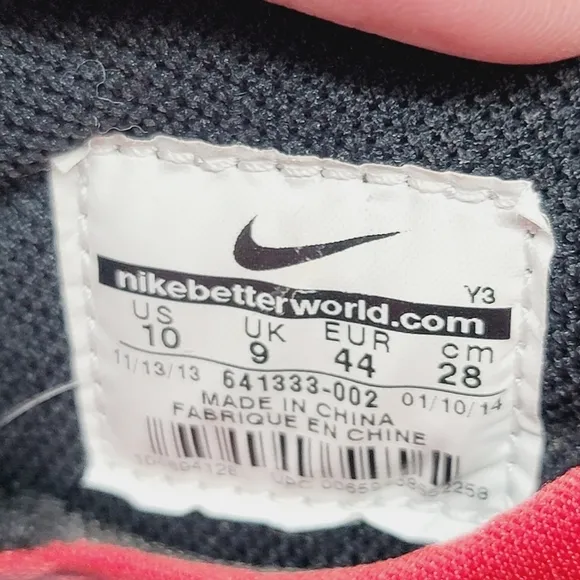 Y3
nikebetterworld.com
US UK EUR cm
10 9 44 28
11/13/13 641333-002 01/10/14
MADE IN CHINA
FABRIQUE EN CHINE
UPC